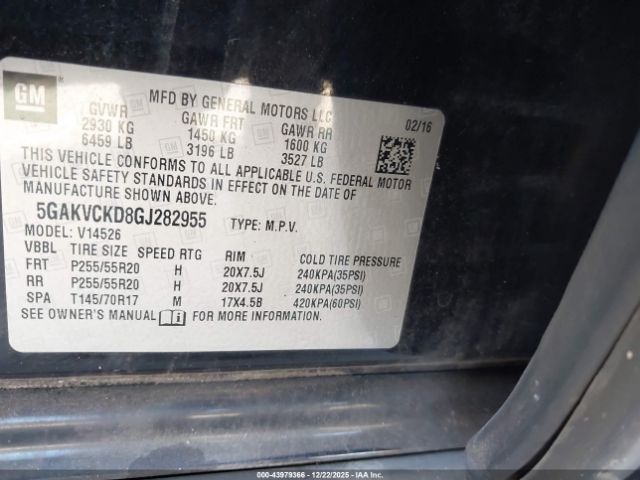 GM
MFD BY GENERAL MOTORS LLC
GVWR GAWR FRT GAWR RR 02/16
2930 KG 1450 KG 1600 KG
6459 LB 3196 LB 3527 LB
THIS VEHICLE CONFORMS TO ALL APPLICABLE U.S. FEDERAL MOTOR
VEHICLE SAFETY STANDARDS IN EFFECT ON THE DATE OF
MANUFACTURE SHOWN ABOVE.
5GAKVCKD8GJ282955 TYPE: M.P.V.
MODEL: V14526
VBBL TIRE SIZE SPEED RTG RIM COLD TIRE PRESSURE
FRT P255/55R20 H 20X7.5J 240KPA(35PSI)
RR P255/55R20 H 20X7.5J 240KPA(35PSI)
SPA T145/70R17 M 17X4.5B 420KPA(60PSI)
SEE OWNER'S MANUAL FOR MORE INFORMATION.
000-43979366 - 12/22/2025 - IAAI Inc.